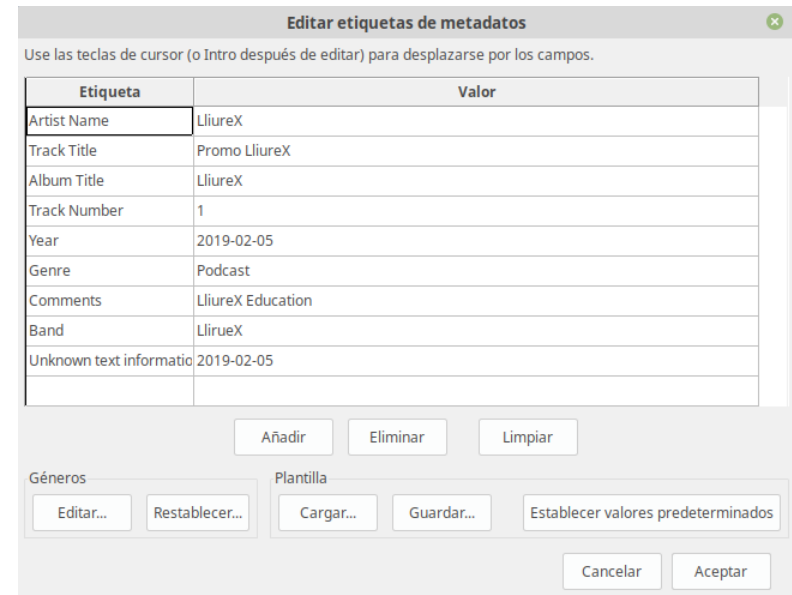 Editar etiquetas de metadatos
Use las teclas de cursor (o Intro después de editar) para desplazarse por los campos.
Etiqueta Valor
Artist Name LliureX
Track Title Promo LliureX
Album Title LliureX
Track Number 1
Year 2019-02-05
Genre Podcast
Comments LliureX Education
Band LlirueX
Unknown text informatio 2019-02-05
Añadir Eliminar Limpiar
Géneros Plantilla
Editar... Restablecer... Cargar... Guardar... Establecer valores predeterminados
Cancelar Aceptar